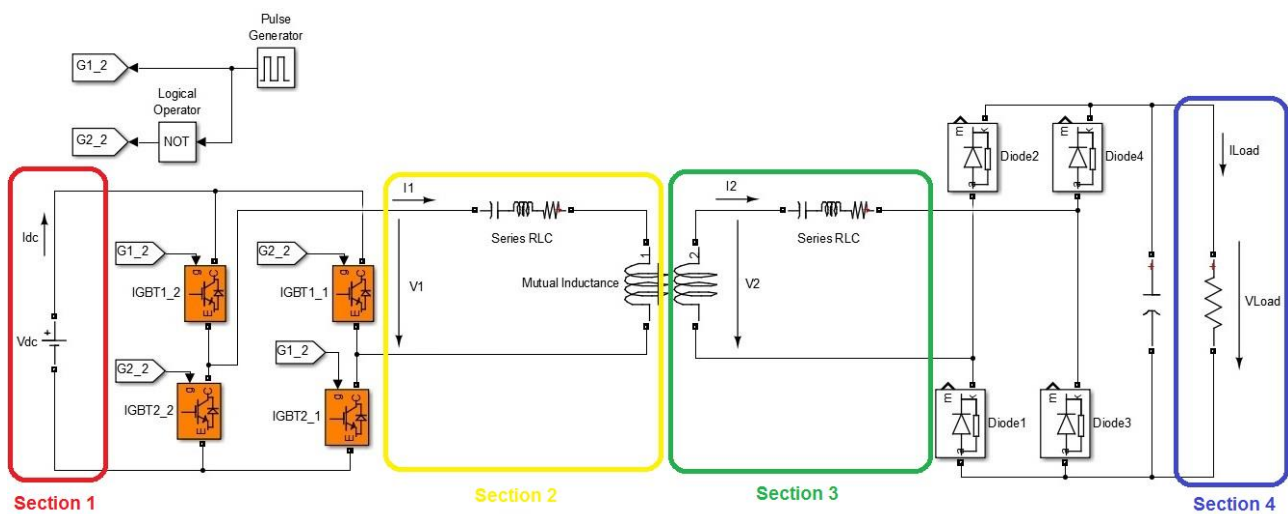 Pulse
Generator
G1_2
Logical
Operator
G2_2
NOT
Idc
Vdc
G1_2
g
C
E
IGBT1_2
G2_2
g
C
E
IGBT1_1
G2_2
g
C
E
IGBT2_2
G1_2
g
C
E
IGBT2_1
I1
Series RLC
V1
Mutual Inductance
1
2
I2
Series RLC
V2
m
k
a
Diode2
m
k
a
Diode4
m
k
a
Diode1
m
k
a
Diode3
ILoad
VLoad
Section 1
Section 2
Section 3
Section 4